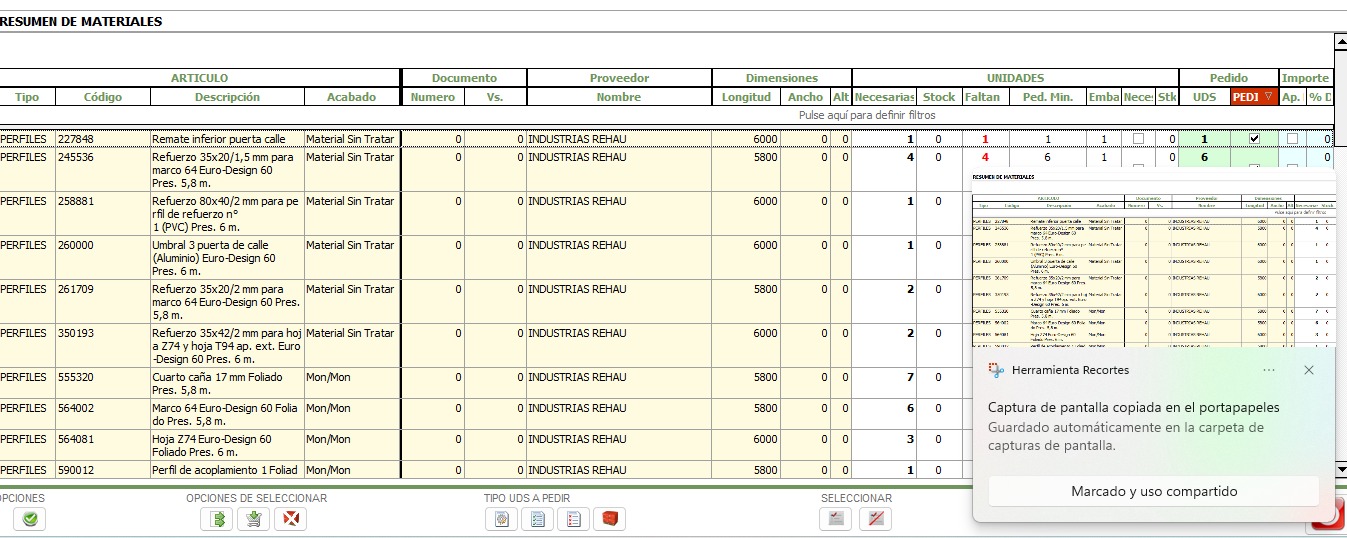 RESUMEN DE MATERIALES
ARTICULO Documento Proveedor Dimensiones UNIDADES Pedido Importe
Tipo Código Descripción Acabado Numero Vs. Nombre Longitud Ancho Alt Necesarias Stock Faltan Ped. Min. Emba Neces Stk UDS PEDI Ap. % D
Pulse aquí para definir filtros
PERFILES 227848 Remate inferior puerta calle Material Sin Tratar 0 0 INDUSTRIAS REHAU 6000 0 0 1 0 1 1 1 0 1 0
PERFILES 245536 Refuerzo 35x20/1,5 mm para Material Sin Tratar 0 0 INDUSTRIAS REHAU 5800 0 0 4 0 4 6 1 0 6 0
marco 64 Euro-Design 60
Pres. 5,8 m.
PERFILES 258881 Refuerzo 80x40/2 mm para pe Material Sin Tratar 0 0 INDUSTRIAS REHAU 6000 0 0 1 0
rfil de refuerzo nº
1 (PVC) Pres. 6 m.
PERFILES 260000 Umbral 3 puerta de calle Material Sin Tratar 0 0 INDUSTRIAS REHAU 6000 0 0 1 0
(Aluminio) Euro-Design 60
Pres. 6 m.
PERFILES 261709 Refuerzo 35x20/2 mm para Material Sin Tratar 0 0 INDUSTRIAS REHAU 5800 0 0 2 0
marco 64 Euro-Design 60 Pres.
5,8 m.
PERFILES 350193 Refuerzo 35x42/2 mm para hoj Material Sin Tratar 0 0 INDUSTRIAS REHAU 6000 0 0 2 0
a Z74 y hoja T94 ap. ext. Euro
-Design 60 Pres. 6 m.
PERFILES 555320 Cuarto caña 17 mm Foliado Mon/Mon 0 0 INDUSTRIAS REHAU 5800 0 0 7 0
Pres. 5,8 m.
PERFILES 564002 Marco 64 Euro-Design 60 Folia Mon/Mon 0 0 INDUSTRIAS REHAU 5800 0 0 6 0
do Pres. 5,8 m.
PERFILES 564081 Hoja Z74 Euro-Design 60 Mon/Mon 0 0 INDUSTRIAS REHAU 6000 0 0 3 0
Foliado Pres. 6 m.
PERFILES 590012 Perfil de acoplamiento 1 Foliad Mon/Mon 0 0 INDUSTRIAS REHAU 5800 0 0 1 0
RESUMEN DE MATERIALES
Herramienta Recortes
Captura de pantalla copiada en el portapapeles
Guardado automáticamente en la carpeta de
capturas de pantalla.
Marcado y uso compartido
OPCIONES OPCIONES DE SELECCIONAR TIPO UDS A PEDIR SELECCIONAR